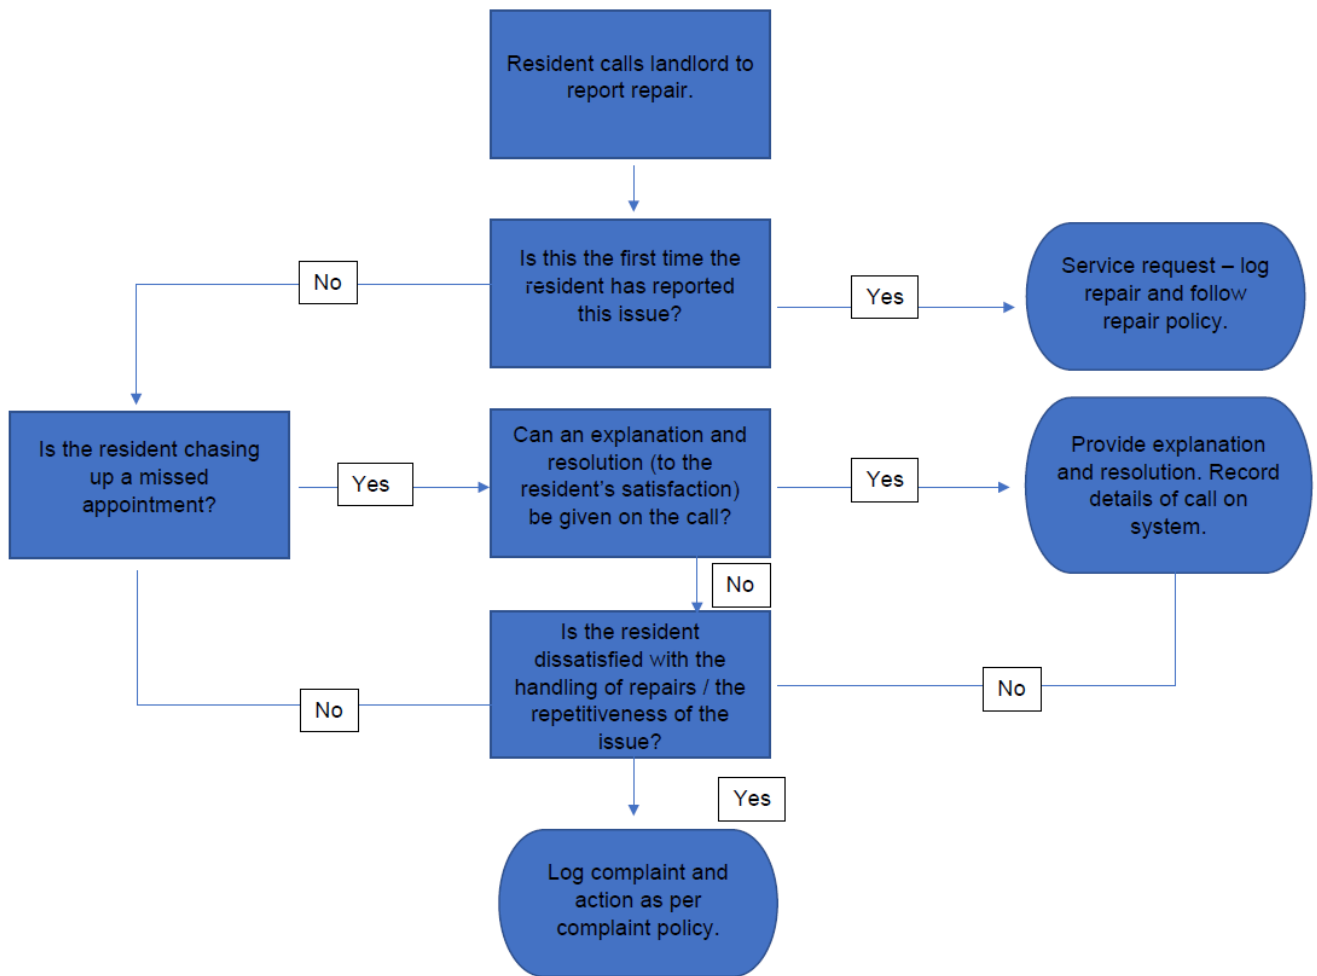 Resident calls landlord to
report repair.
Is this the first time the
resident has reported
this issue?
No
Yes
Service request – log
repair and follow
repair policy.
Is the resident chasing
up a missed
appointment?
Yes
Can an explanation and
resolution (to the
resident’s satisfaction)
be given on the call?
Yes
Provide explanation
and resolution. Record
details of call on
system.
No
Is the resident
dissatisfied with the
handling of repairs / the
repetitiveness of the
issue?
No
No
Yes
Log complaint and
action as per
complaint policy.